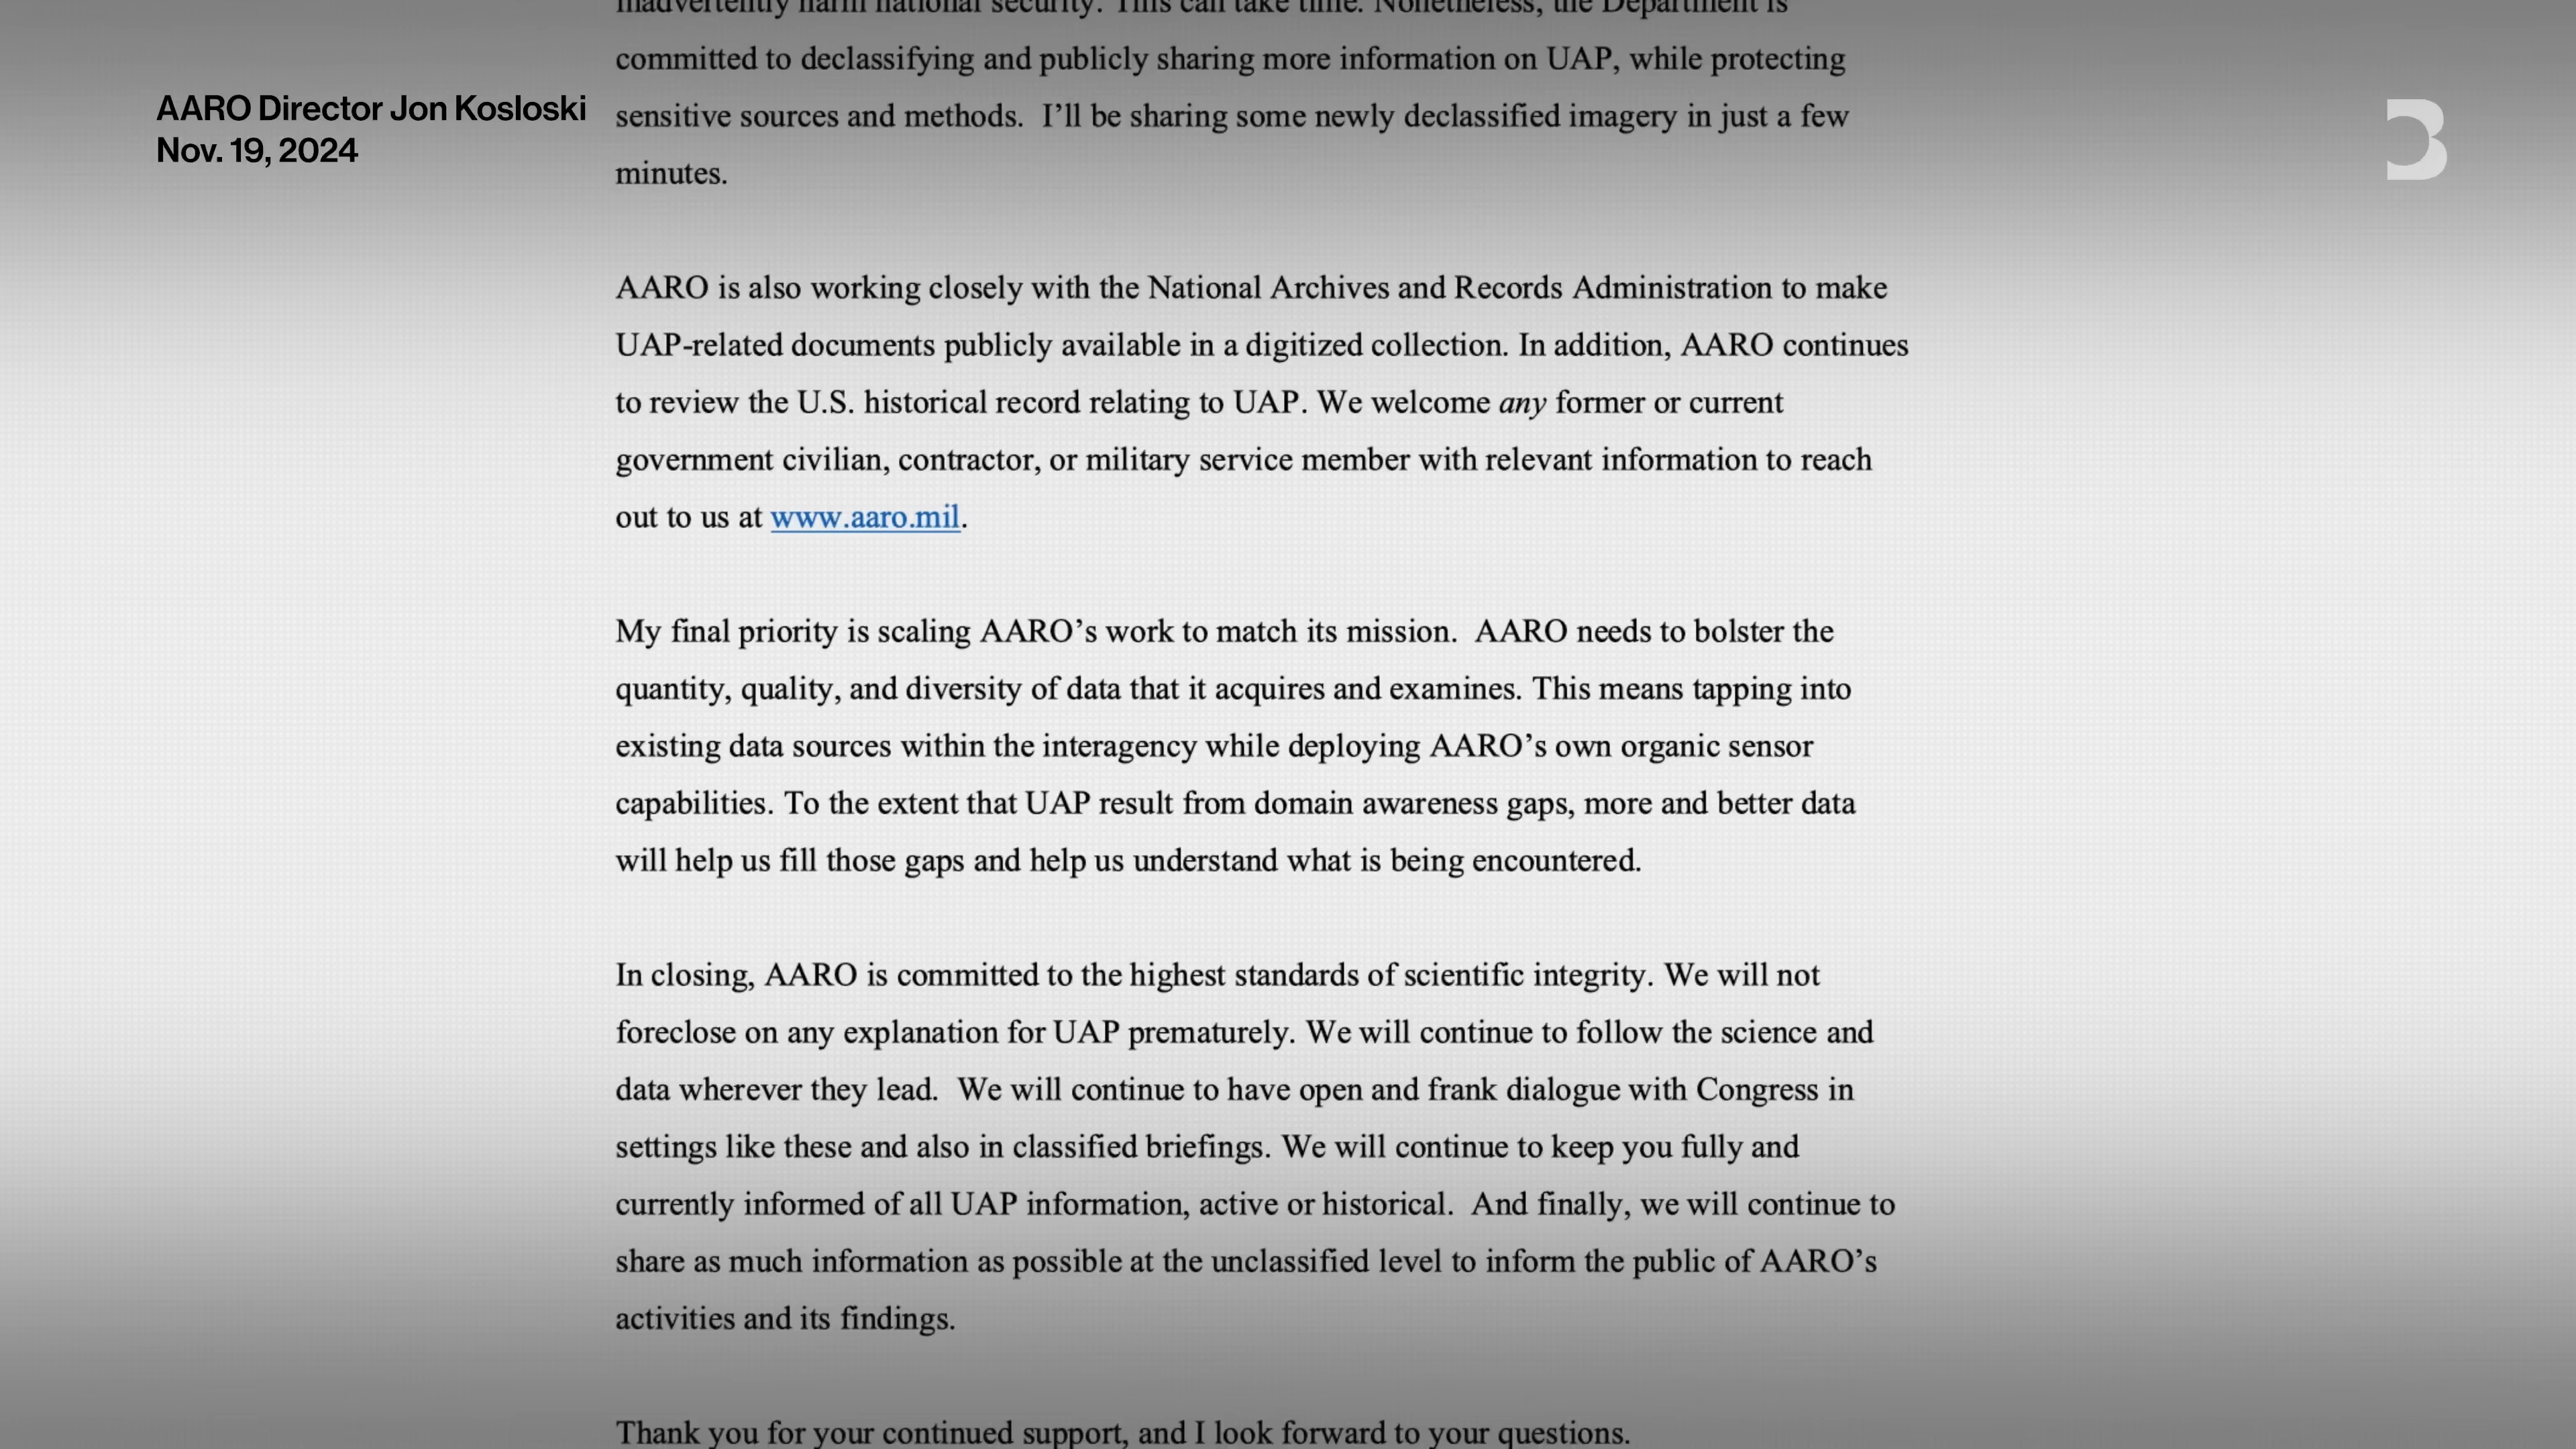 AARO Director Jon Kosloski
Nov. 19, 2024
inadvertently harm national security. This can take time. Nonetheless, the Department is
committed to declassifying and publicly sharing more information on UAP, while protecting
sensitive sources and methods.  I’ll be sharing some newly declassified imagery in just a few
minutes.
AARO is also working closely with the National Archives and Records Administration to make
UAP-related documents publicly available in a digitized collection. In addition, AARO continues
to review the U.S. historical record relating to UAP. We welcome any former or current
government civilian, contractor, or military service member with relevant information to reach
out to us at www.aaro.mil.
My final priority is scaling AARO’s work to match its mission.  AARO needs to bolster the
quantity, quality, and diversity of data that it acquires and examines. This means tapping into
existing data sources within the interagency while deploying AARO’s own organic sensor
capabilities. To the extent that UAP result from domain awareness gaps, more and better data
will help us fill those gaps and help us understand what is being encountered.
In closing, AARO is committed to the highest standards of scientific integrity. We will not
foreclose on any explanation for UAP prematurely. We will continue to follow the science and
data wherever they lead.  We will continue to have open and frank dialogue with Congress in
settings like these and also in classified briefings. We will continue to keep you fully and
currently informed of all UAP information, active or historical.  And finally, we will continue to
share as much information as possible at the unclassified level to inform the public of AARO’s
activities and its findings.
Thank you for your continued support, and I look forward to your questions.